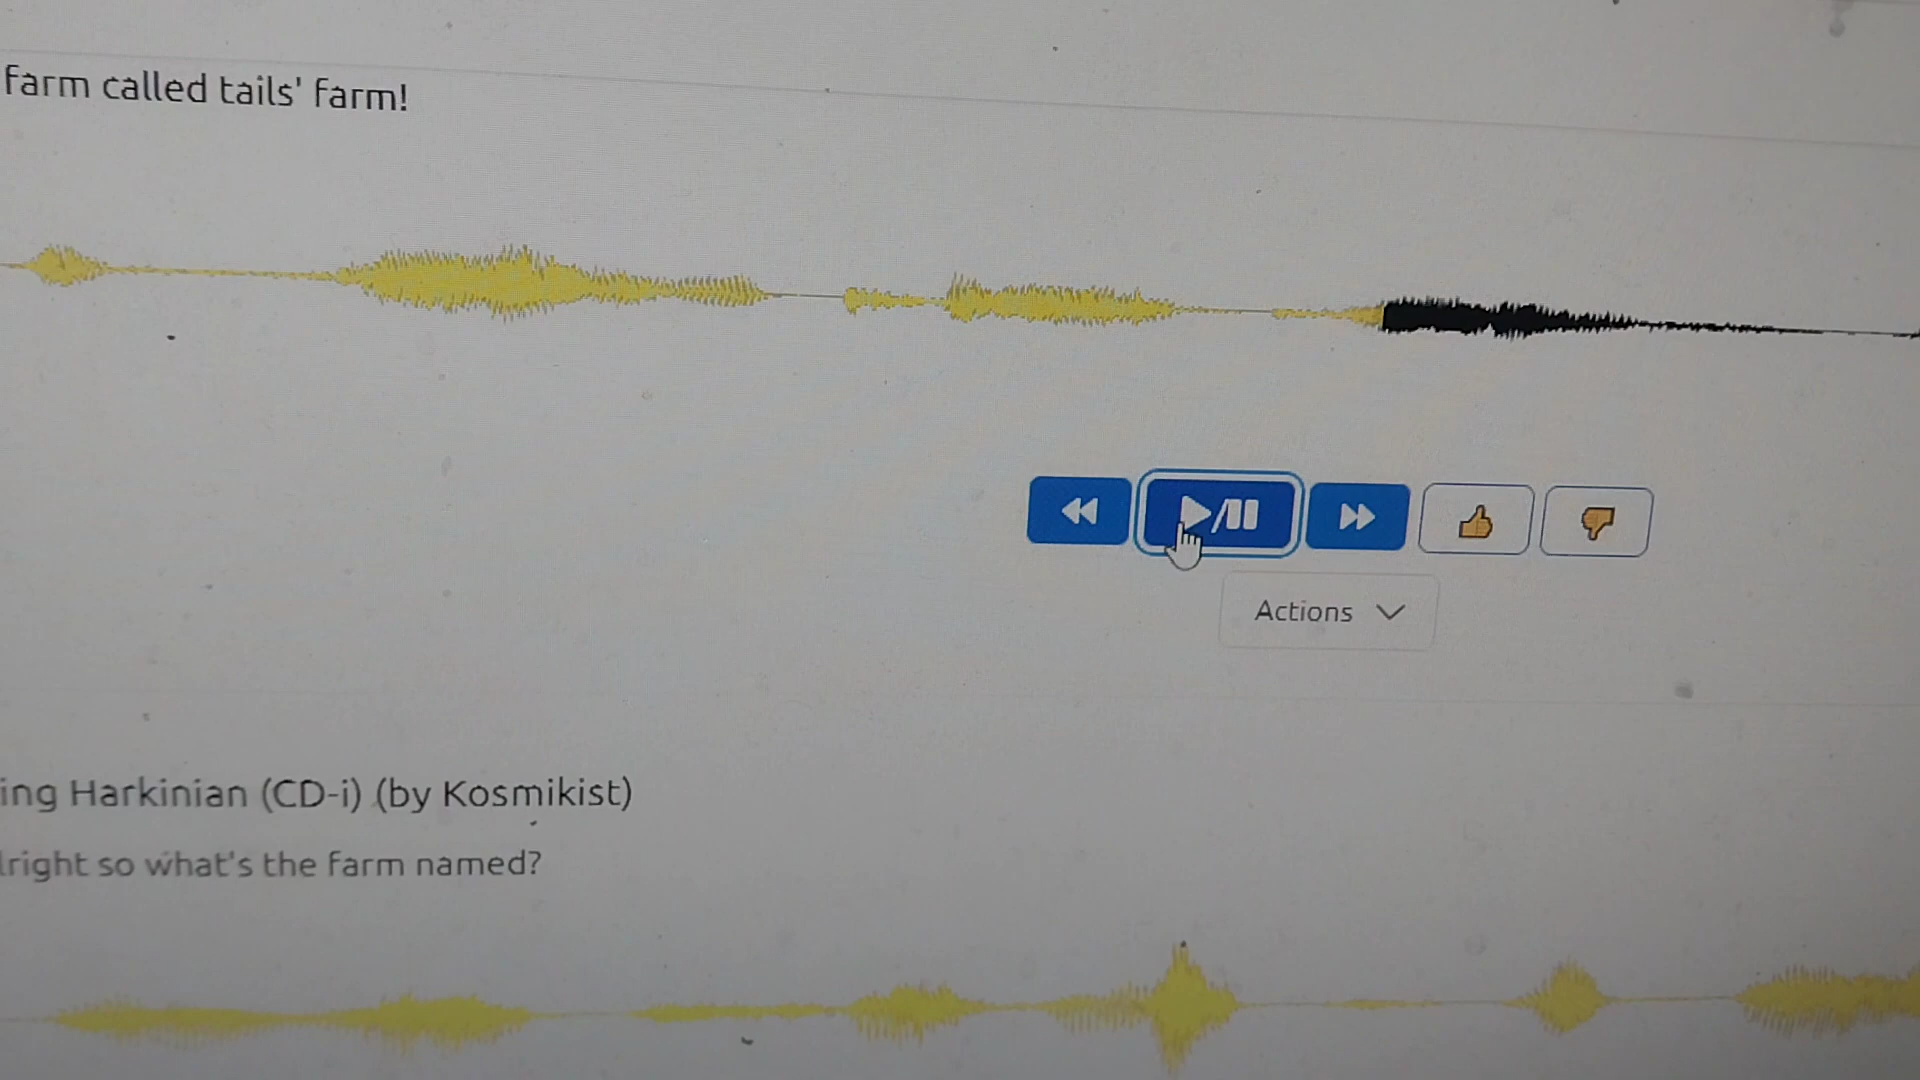 farm called tails' farm!
Actions
ing Harkinian (CD-i) (by Kosmikist)
lright so what's the farm named?